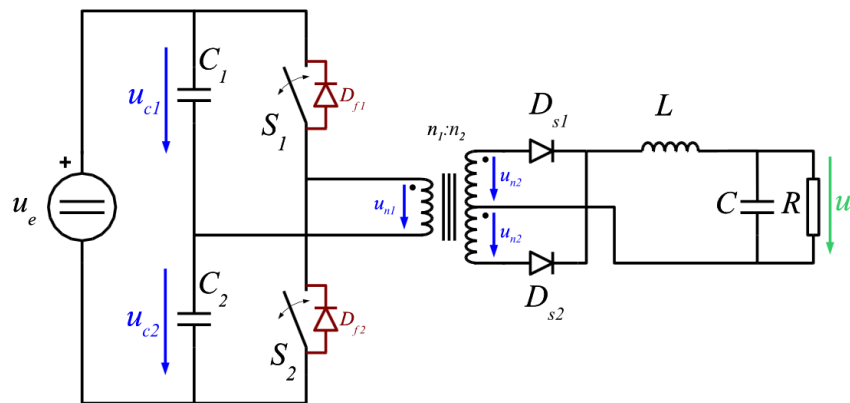 C1
uc1
S1
Df1
Ds1
L
n1:n2
+
ue
un1
un2
un2
C
R
u
C2
uc2
S2
Df2
Ds2